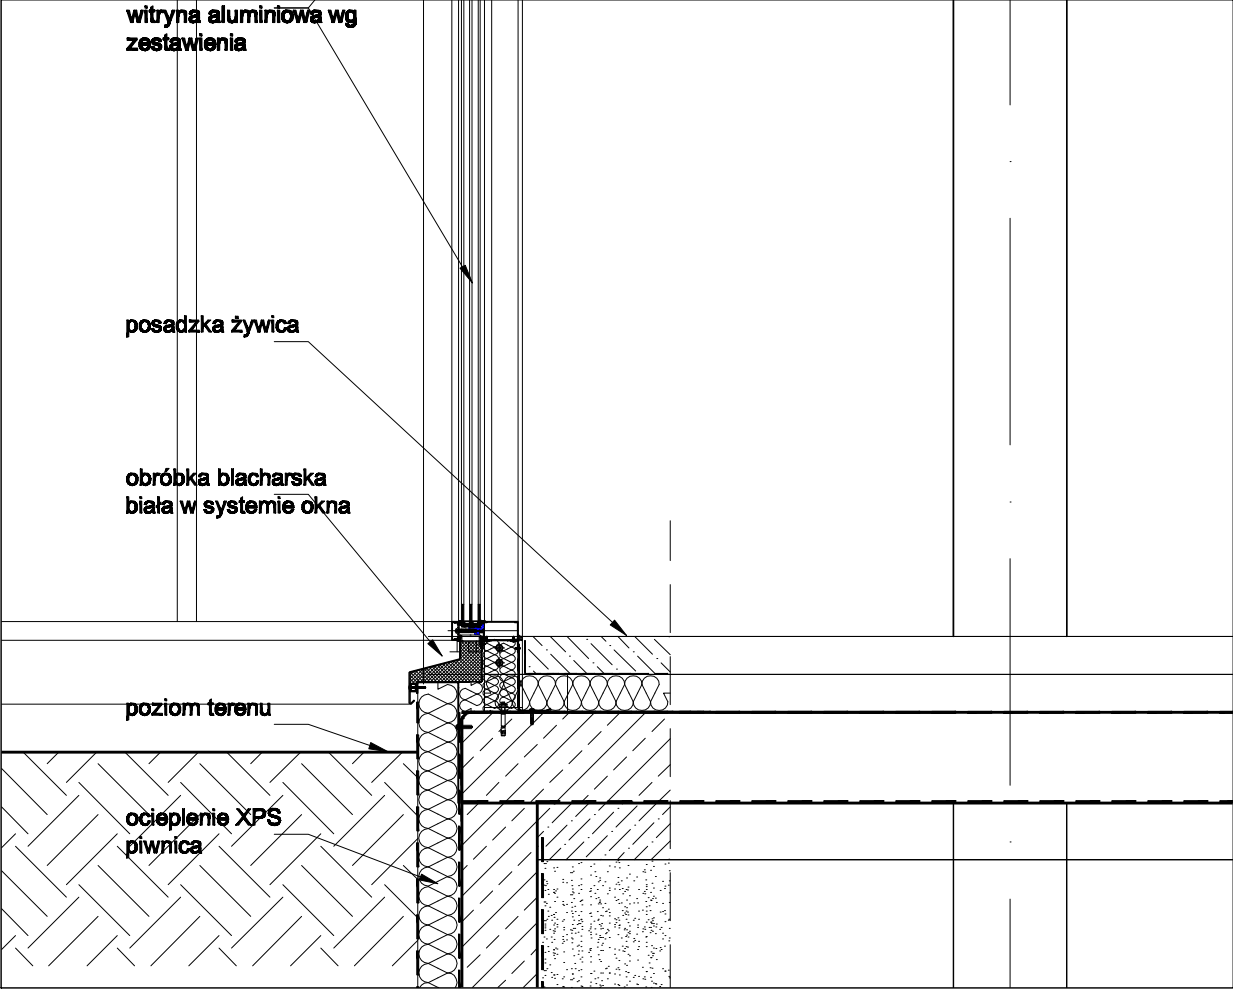 witryna aluminiowa wg
zestawienia
posadzka żywica
obróbka blacharska
biała w systemie okna
poziom terenu
ocieplenie XPS
piwnica